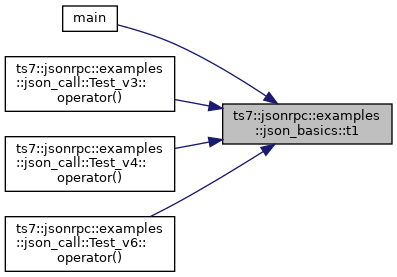 main
ts7::jsonrpc::examples
::json_call::Test_v3::
operator()
ts7::jsonrpc::examples
::json_basics::t1
ts7::jsonrpc::examples
::json_call::Test_v4::
operator()
ts7::jsonrpc::examples
::json_call::Test_v6::
operator()